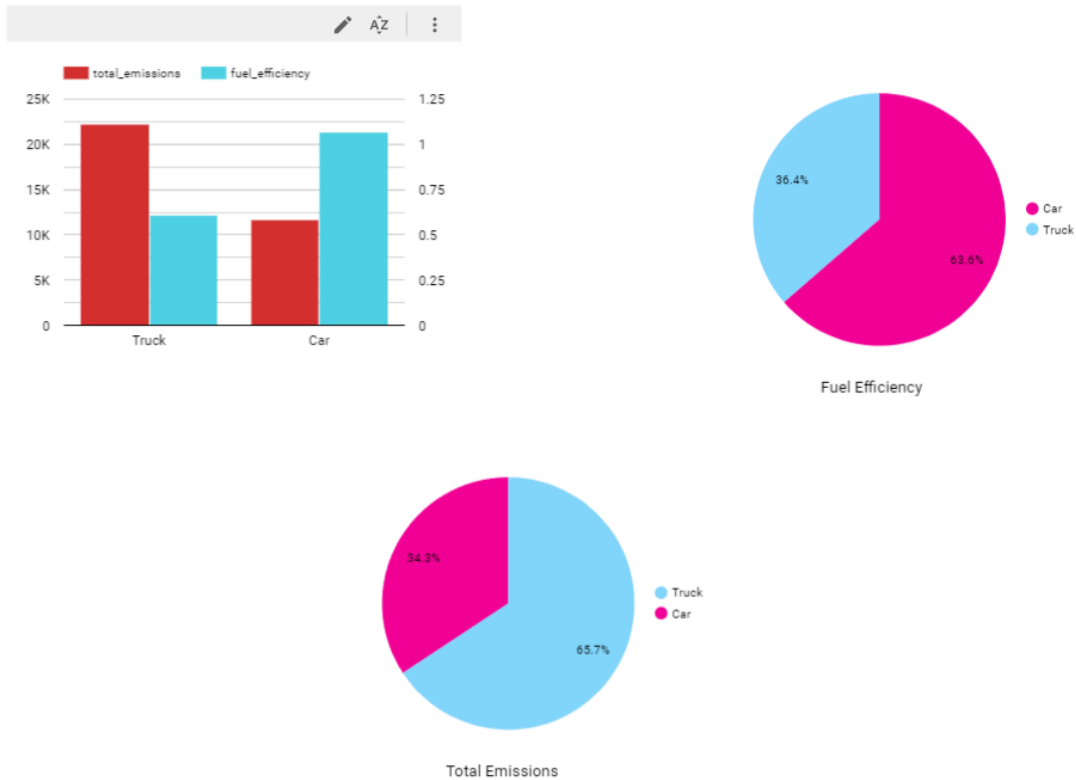 AZ
total_emissions fuel_efficiency
25K 1.25
20K 1
15K 0.75
10K 0.5
5K 0.25
0 0
Truck Car
36.4%
63.6%
Car
Truck
Fuel Efficiency
34.3%
65.7%
Truck
Car
Total Emissions